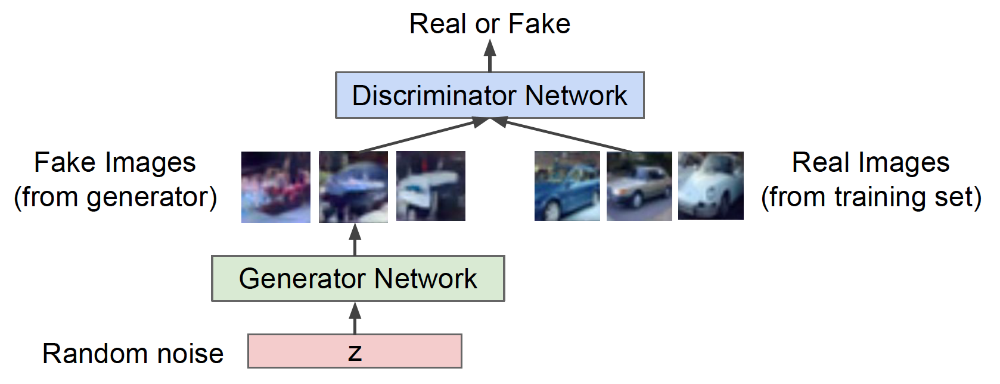 Real or Fake
Discriminator Network
Fake Images
(from generator)
Real Images
(from training set)
Generator Network
Random noise
z